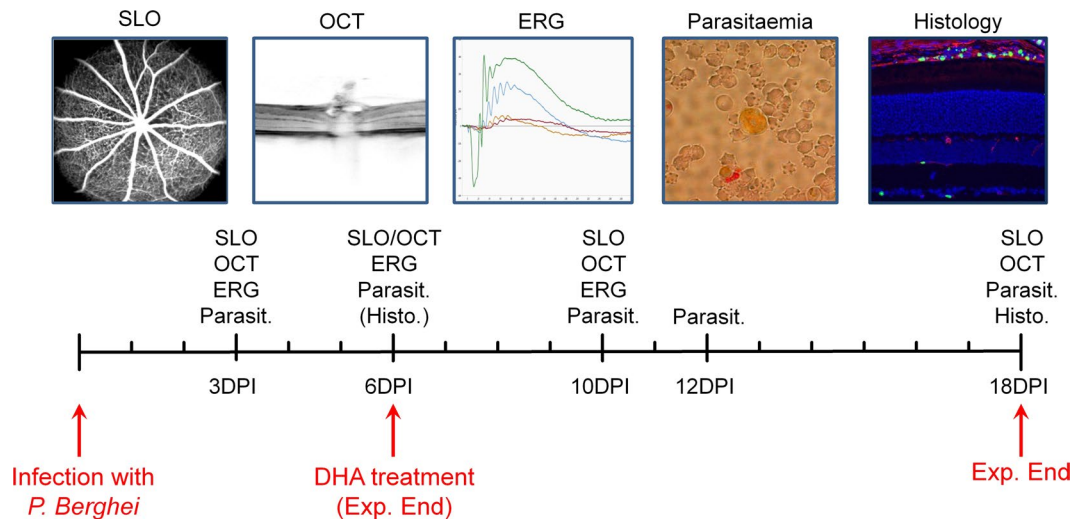 SLO
OCT
ERG
Parasitaemia
Histology
SLO
OCT
ERG
Parasit.
SLO/OCT
ERG
Parasit.
(Histo.)
SLO
OCT
ERG
Parasit.
Parasit.
SLO
OCT
Parasit.
Histo.
3DPI
6DPI
10DPI
12DPI
18DPI
Infection with
P. Berghei
DHA treatment
(Exp. End)
Exp. End